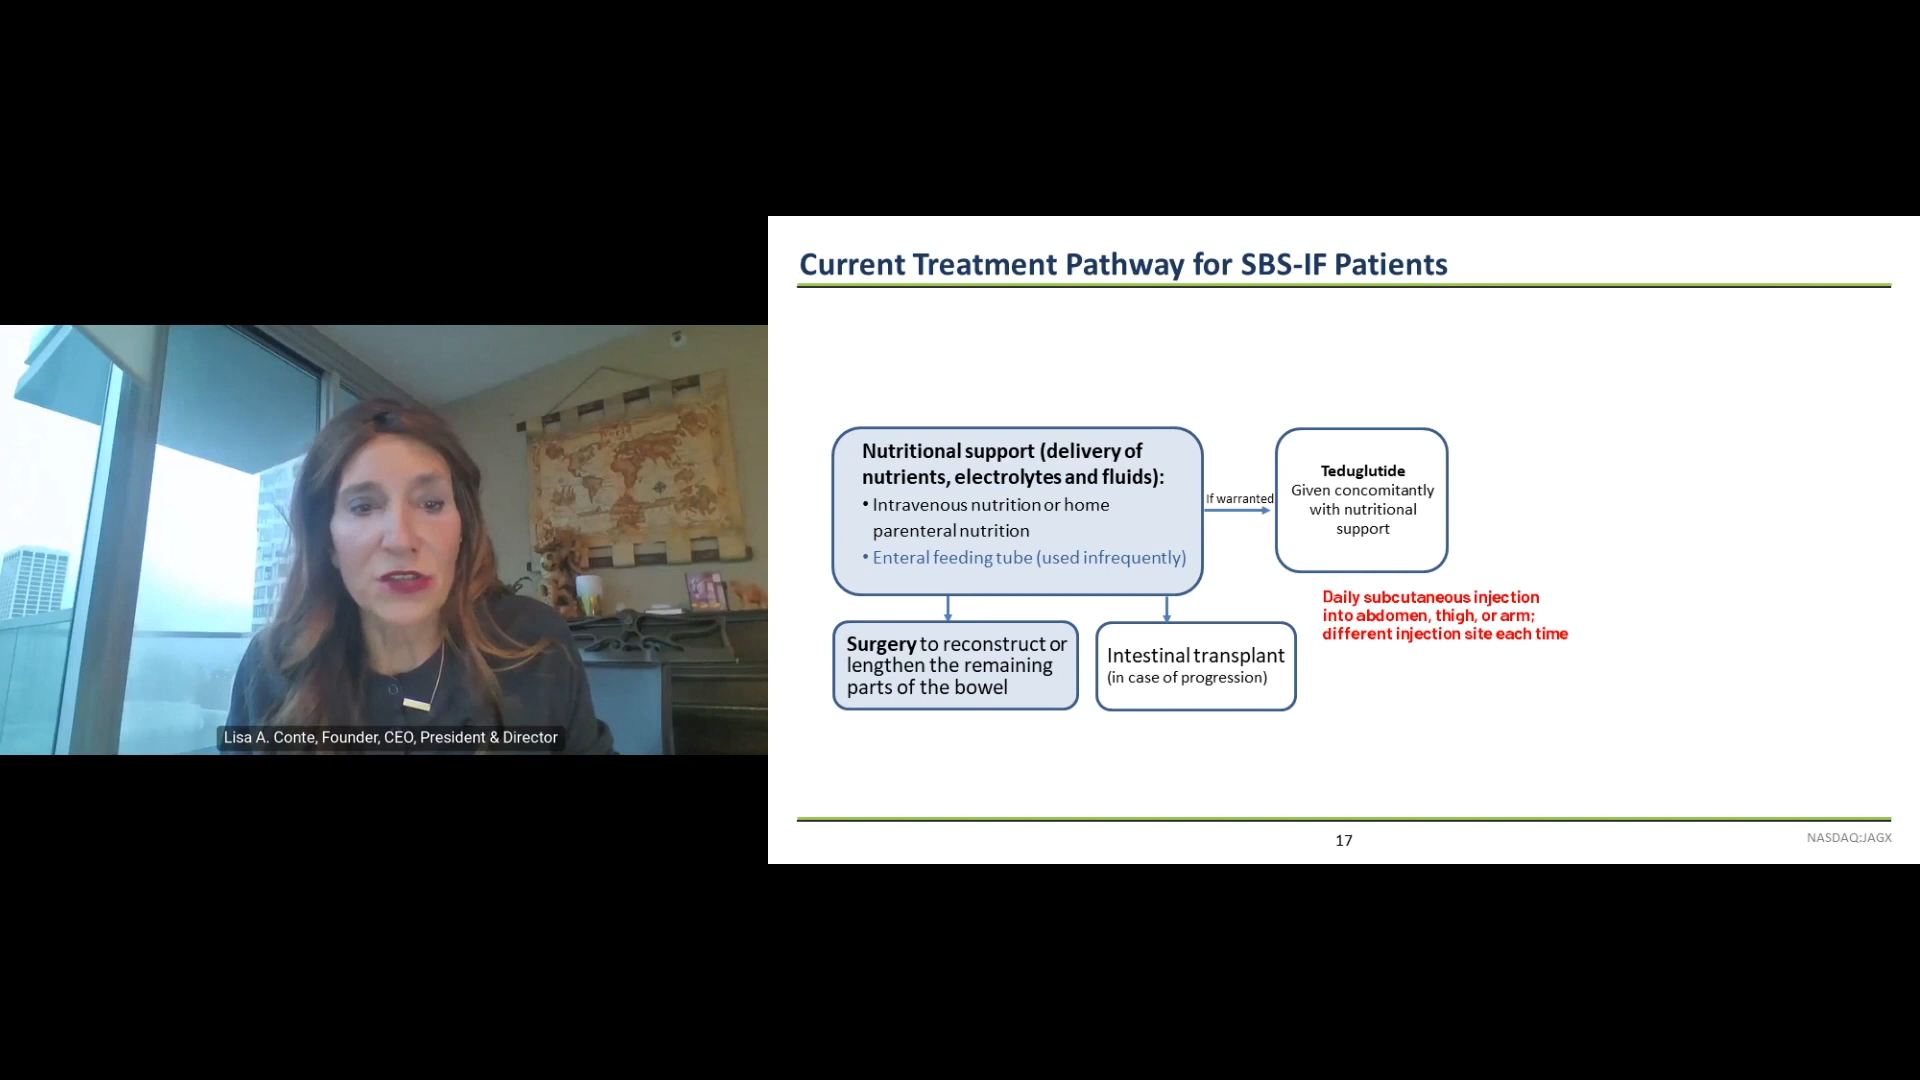 Current Treatment Pathway for SBS-IF Patients
Nutritional support (delivery of
nutrients, electrolytes and fluids):
• Intravenous nutrition or home
parenteral nutrition
• Enteral feeding tube (used infrequently)
If warranted
Teduglutide
Given concomitantly
with nutritional
support
Daily subcutaneous injection
into abdomen, thigh, or arm;
different injection site each time
Surgery to reconstruct or
lengthen the remaining
parts of the bowel
Intestinal transplant
(in case of progression)
Lisa A. Conte, Founder, CEO, President & Director
17
NASDAQ:JAGX